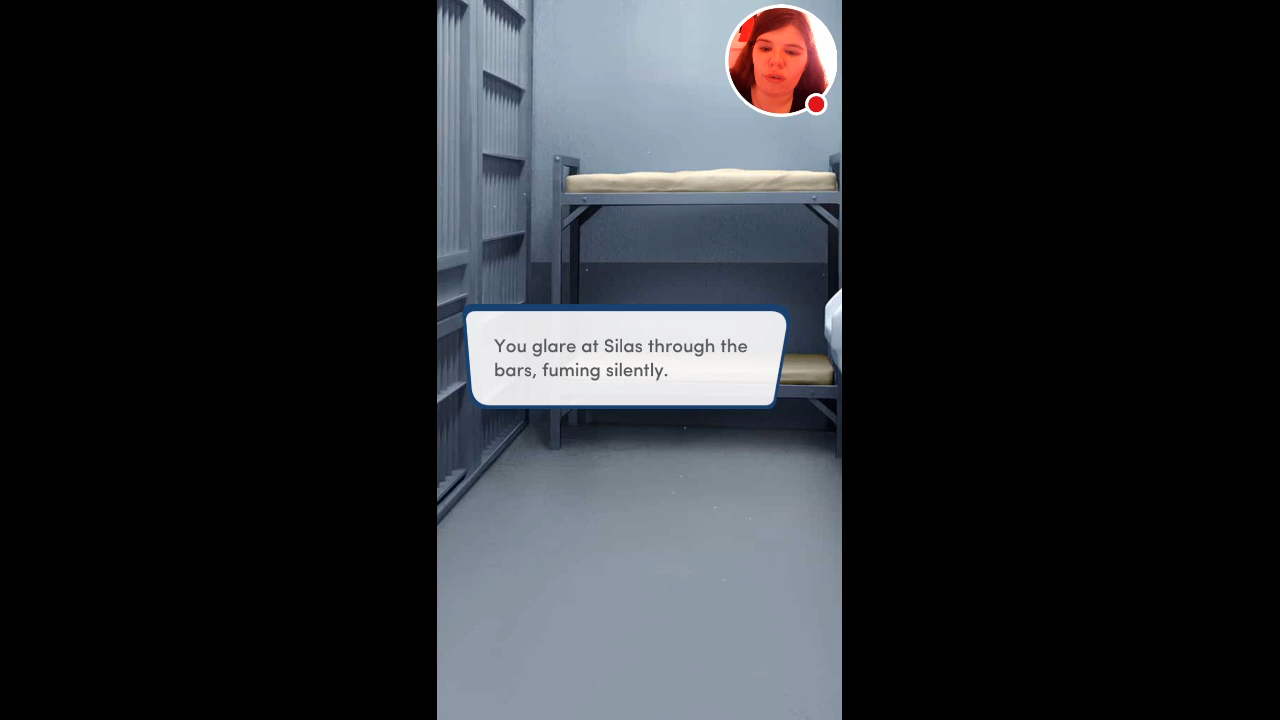 You glare at Silas through the
bars, fuming silently.